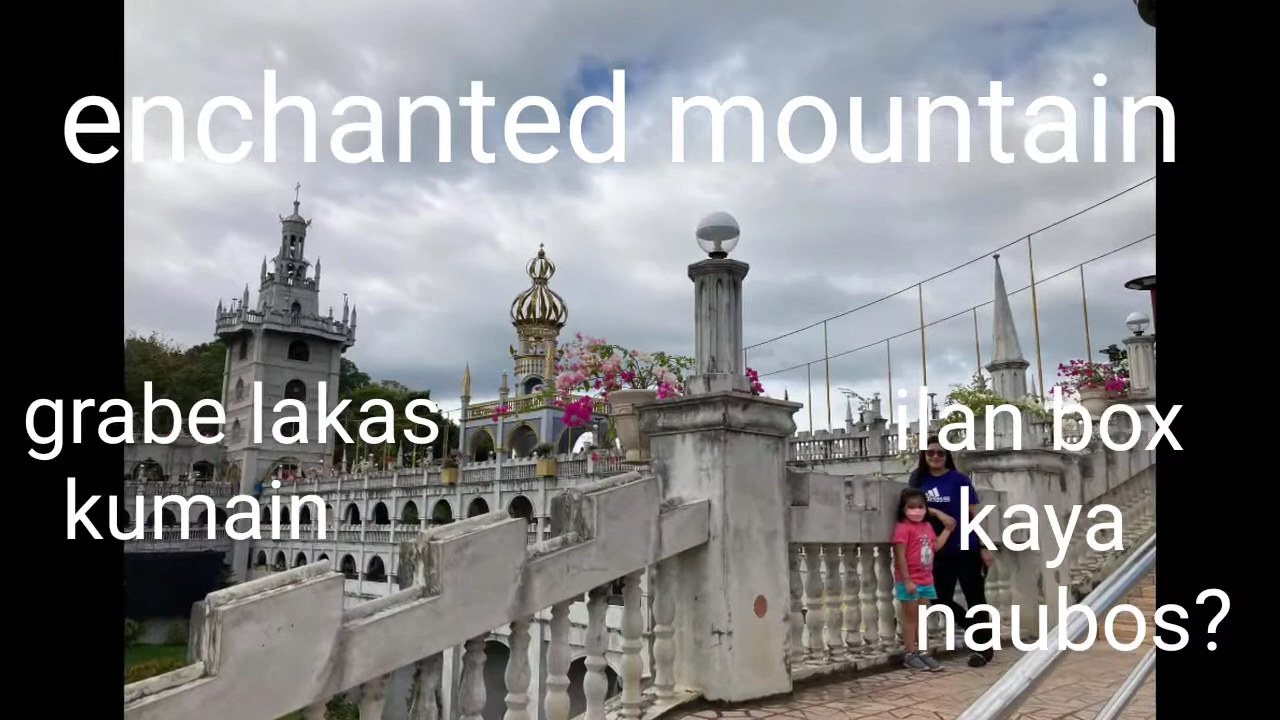 enchanted mountain
grabe lakas
kumain
ilan box
kaya
naubos?